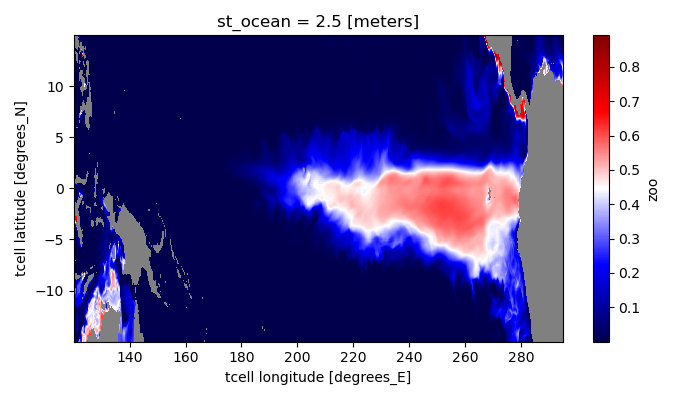 st_ocean = 2.5 [meters]
10
5
0
−5
−10
tcell latitude [degrees_N]
140 160 180 200 220 240 260 280
tcell longitude [degrees_E]
0.8
0.7
0.6
0.5
0.4
0.3
0.2
0.1
zoo